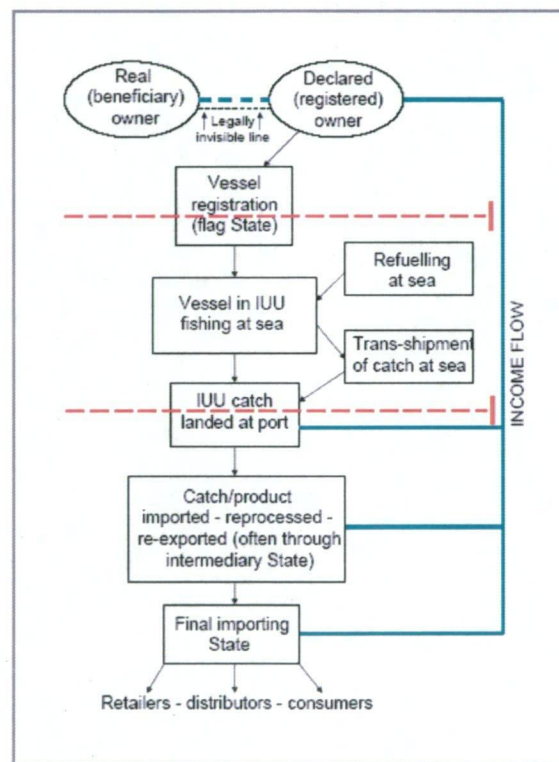 Real
(beneficiary)
owner
Declared
(registered)
owner
Legally
invisible line
Vessel
registration
(flag State)
Refuelling
at sea
Vessel in IUU
fishing at sea
Trans-shipment
of catch at sea
IUU catch
landed at port
INCOME FLOW
Catch/product
imported - reprocessed -
re-exported (often through
intermediary State)
Final importing
State
Retailers - distributors - consumers